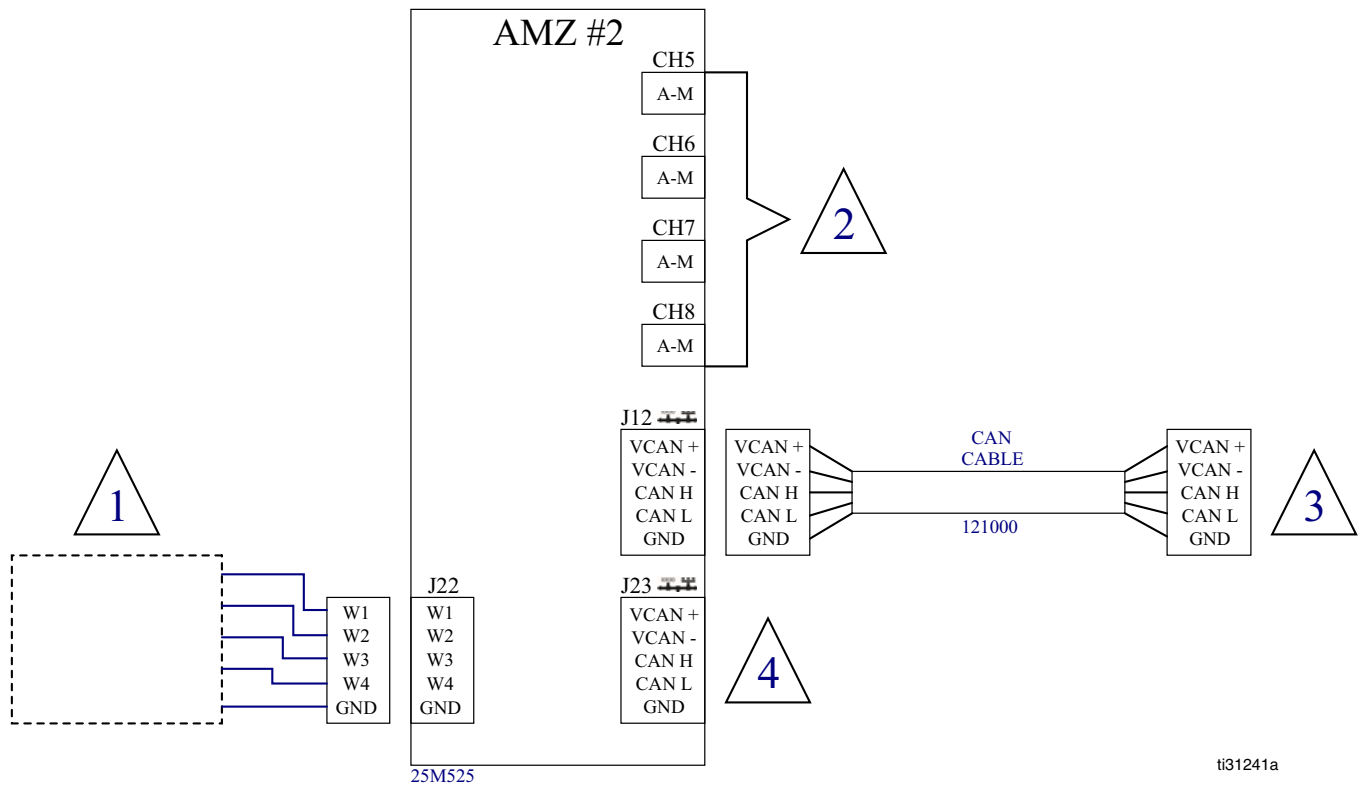 AMZ #2
CH5
A-M
CH6
A-M
CH7
A-M
CH8
A-M
2
J12
VCAN +
VCAN -
CAN H
CAN L
GND
VCAN +
VCAN -
CAN H
CAN L
GND
CAN
CABLE
121000
VCAN +
VCAN -
CAN H
CAN L
GND
3
1
W1
W2
W3
W4
GND
J22
W1
W2
W3
W4
GND
J23
VCAN +
VCAN -
CAN H
CAN L
GND
4
25M525
ti31241a